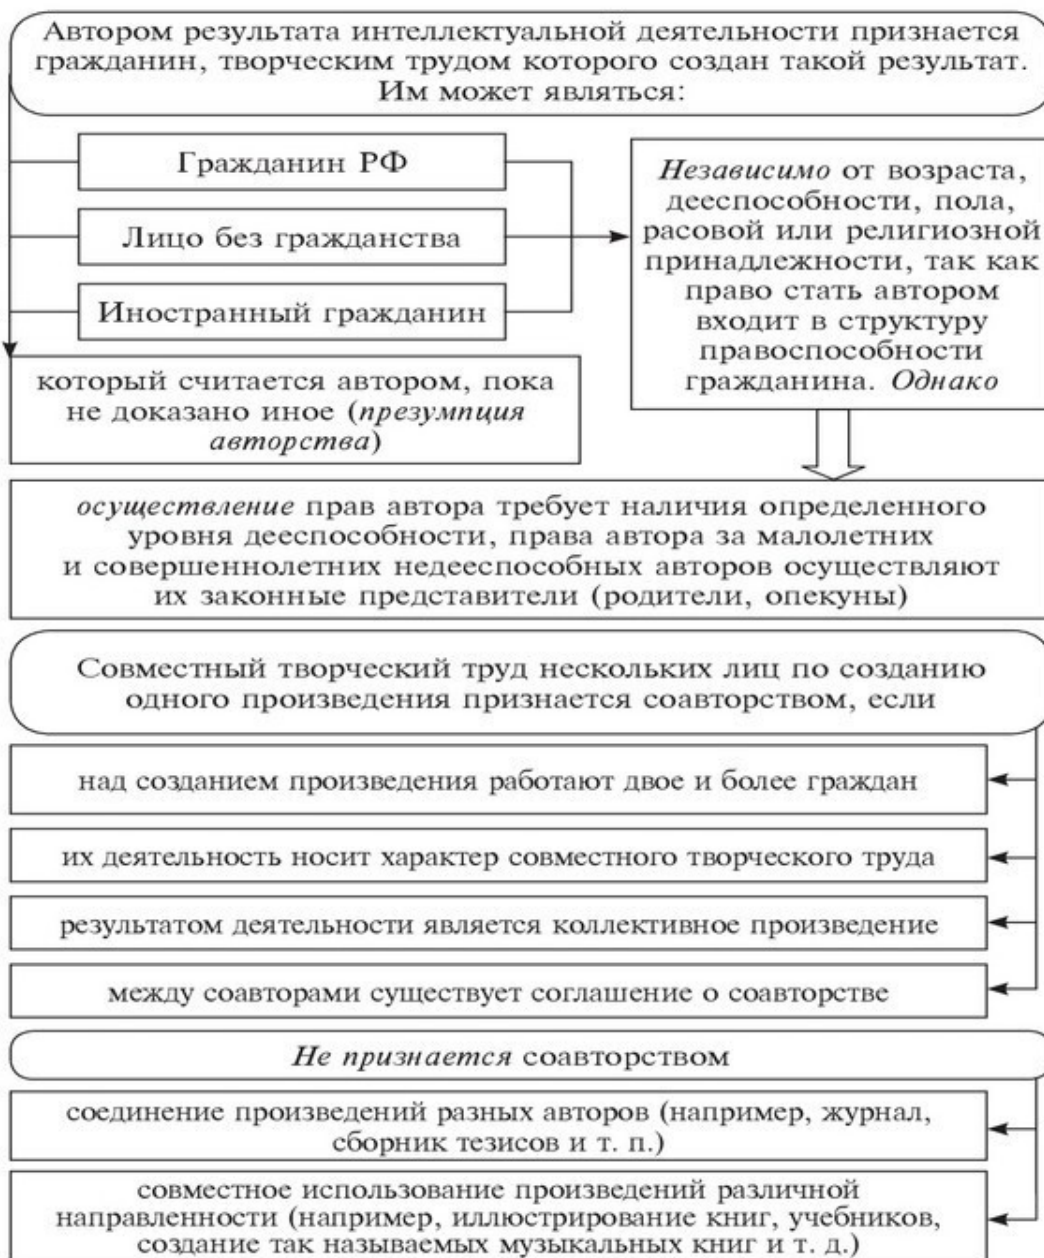 Автором результата интеллектуальной деятельности признается
гражданин, творческим трудом которого создан такой результат.
Им может являться:
Гражданин РФ
Лицо без гражданства
Иностранный гражданин
Независимо от возраста,
дееспособности, пола,
расовой или религиозной
принадлежности, так как
право стать автором
входит в структуру
правоспособности
гражданина. Однако
который считается автором, пока
не доказано иное (презумпция
авторства)
осуществление прав автора требует наличия определенного
уровня дееспособности, права автора за малолетних
и совершеннолетних недееспособных авторов осуществляют
их законные представители (родители, опекуны)
Совместный творческий труд нескольких лиц по созданию
одного произведения признается соавторством, если
над созданием произведения работают двое и более граждан
их деятельность носит характер совместного творческого труда
результатом деятельности является коллективное произведение
между соавторами существует соглашение о соавторстве
Не признается соавторством
соединение произведений разных авторов (например, журнал,
сборник тезисов и т. п.)
совместное использование произведений различной
направленности (например, иллюстрирование книг, учебников,
создание так называемых музыкальных книг и т. д.)